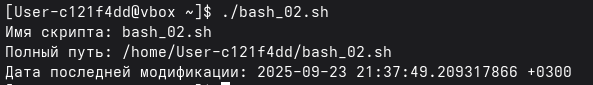 [User-c121f4dd@vbox ~]$ ./bash_02.sh
Имя скрипта: bash_02.sh
Полный путь: /home/User-c121f4dd/bash_02.sh
Дата последней модификации: 2025-09-23 21:37:49.209317866 +0300